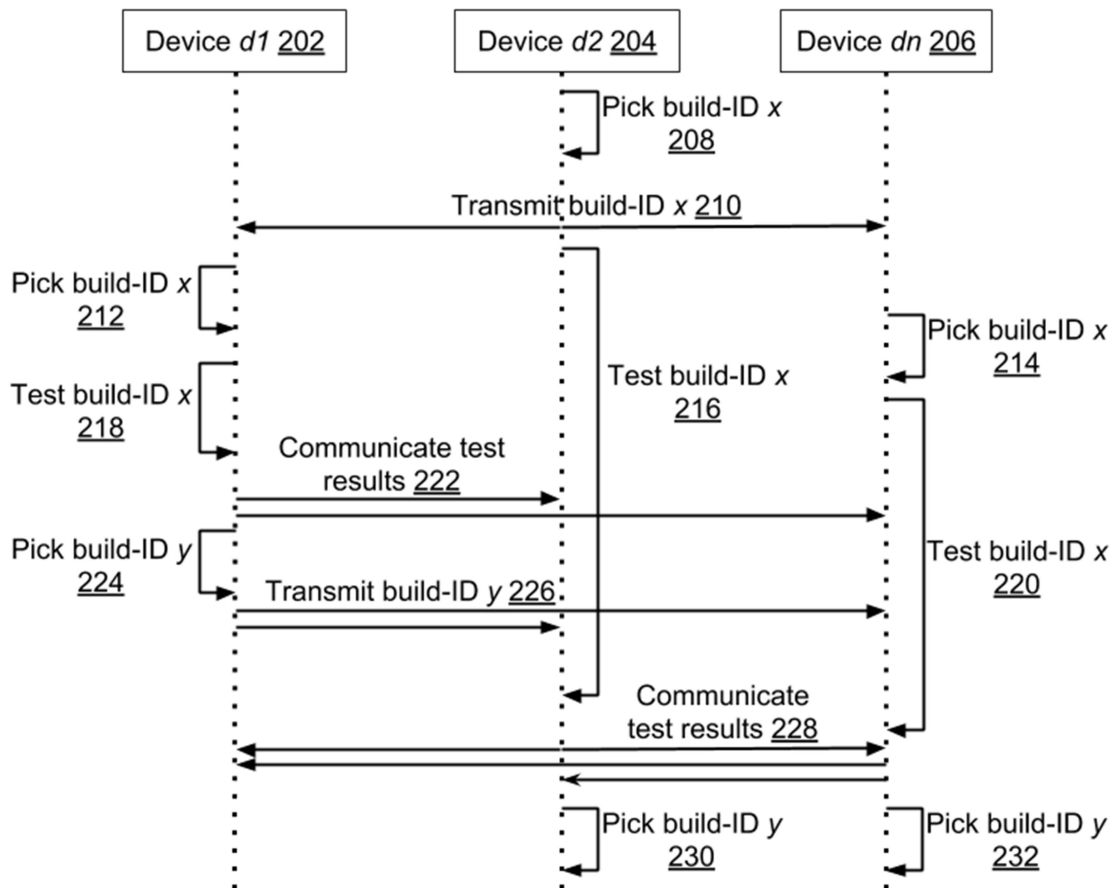 Device d1 202
Device d2 204
Device dn 206
Pick build-ID x
208
Transmit build-ID x 210
Pick build-ID x
212
Pick build-ID x
214
Test build-ID x
218
Test build-ID x
216
Communicate test
results 222
Pick build-ID y
224
Test build-ID x
220
Transmit build-ID y 226
Communicate
test results 228
Pick build-ID y
230
Pick build-ID y
232